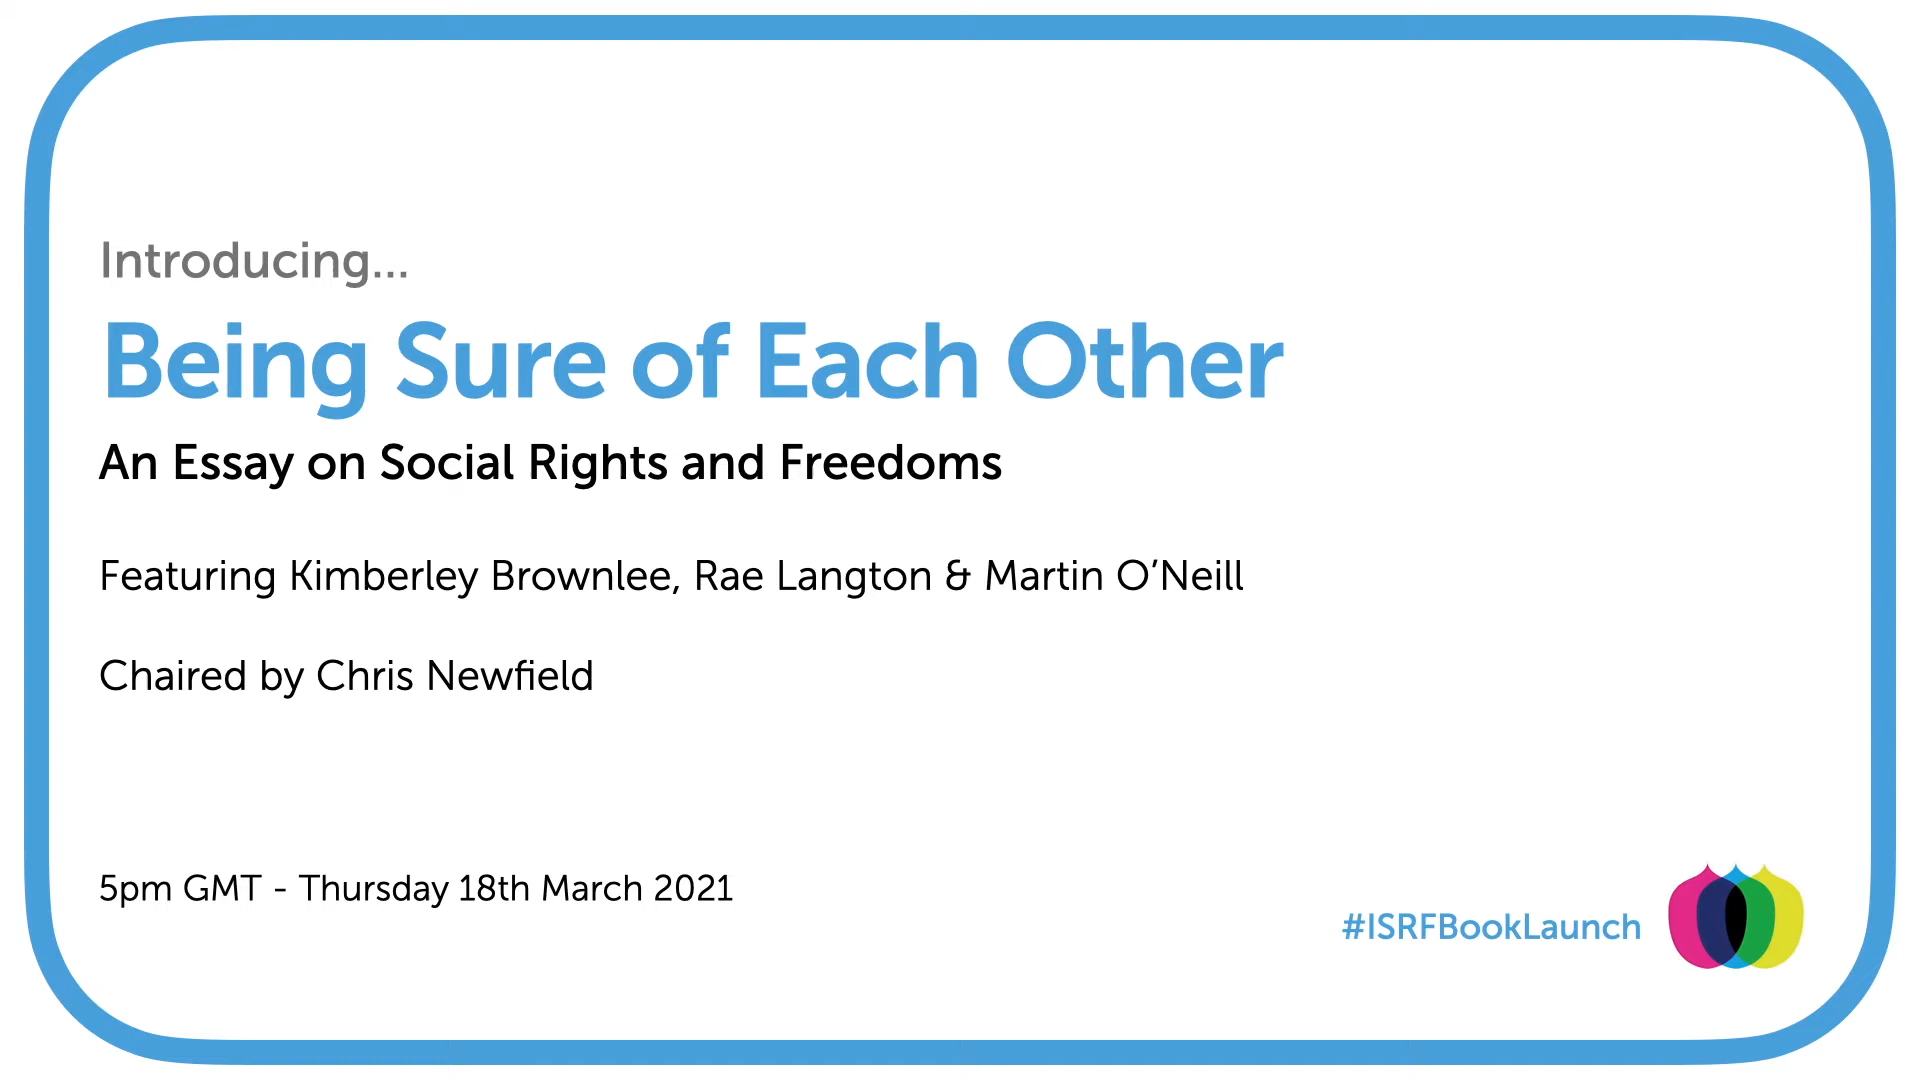 Introducing...
Being Sure of Each Other
An Essay on Social Rights and Freedoms
Featuring Kimberley Brownlee, Rae Langton & Martin O’Neill
Chaired by Chris Newfield
5pm GMT - Thursday 18th March 2021
#ISRFBookLaunch